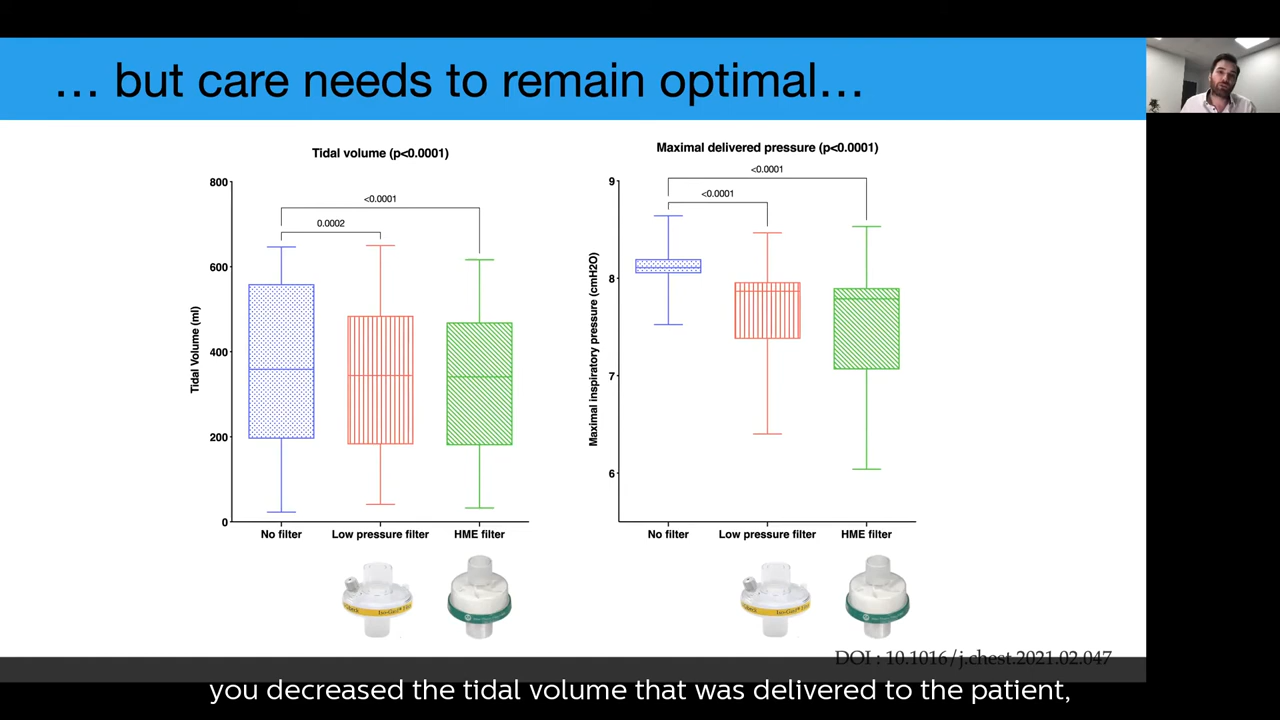 … but care needs to remain optimal…
Tidal volume (p<0.0001)
<0.0001
0.0002
Tidal Volume (ml)
800
600
400
200
0
No filter
Low pressure filter
HME filter
Maximal delivered pressure (p<0.0001)
<0.0001
<0.0001
Maximal inspiratory pressure (cmH2O)
9
8
7
6
No filter
Low pressure filter
HME filter
DOI : 10.1016/j.chest.2021.02.047
you decreased the tidal volume that was delivered to the patient,